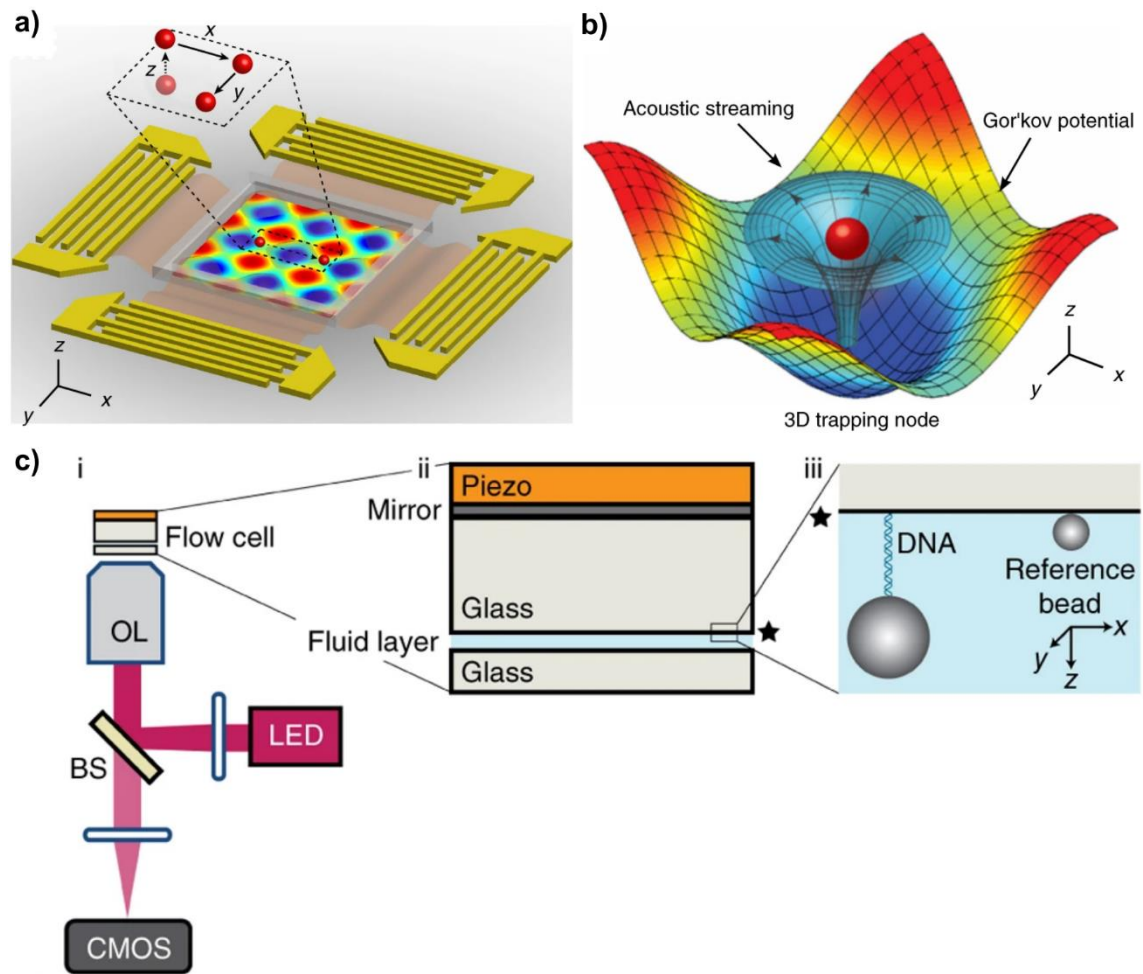 a)
x
z
y
z
y
x
b)
Acoustic streaming
Gor'kov potential
z
y
x
3D trapping node
c)
i
Flow cell
OL
BS
LED
CMOS
ii
Piezo
Mirror
Glass
Fluid layer
Glass
iii
DNA
Reference
bead
x
y
z